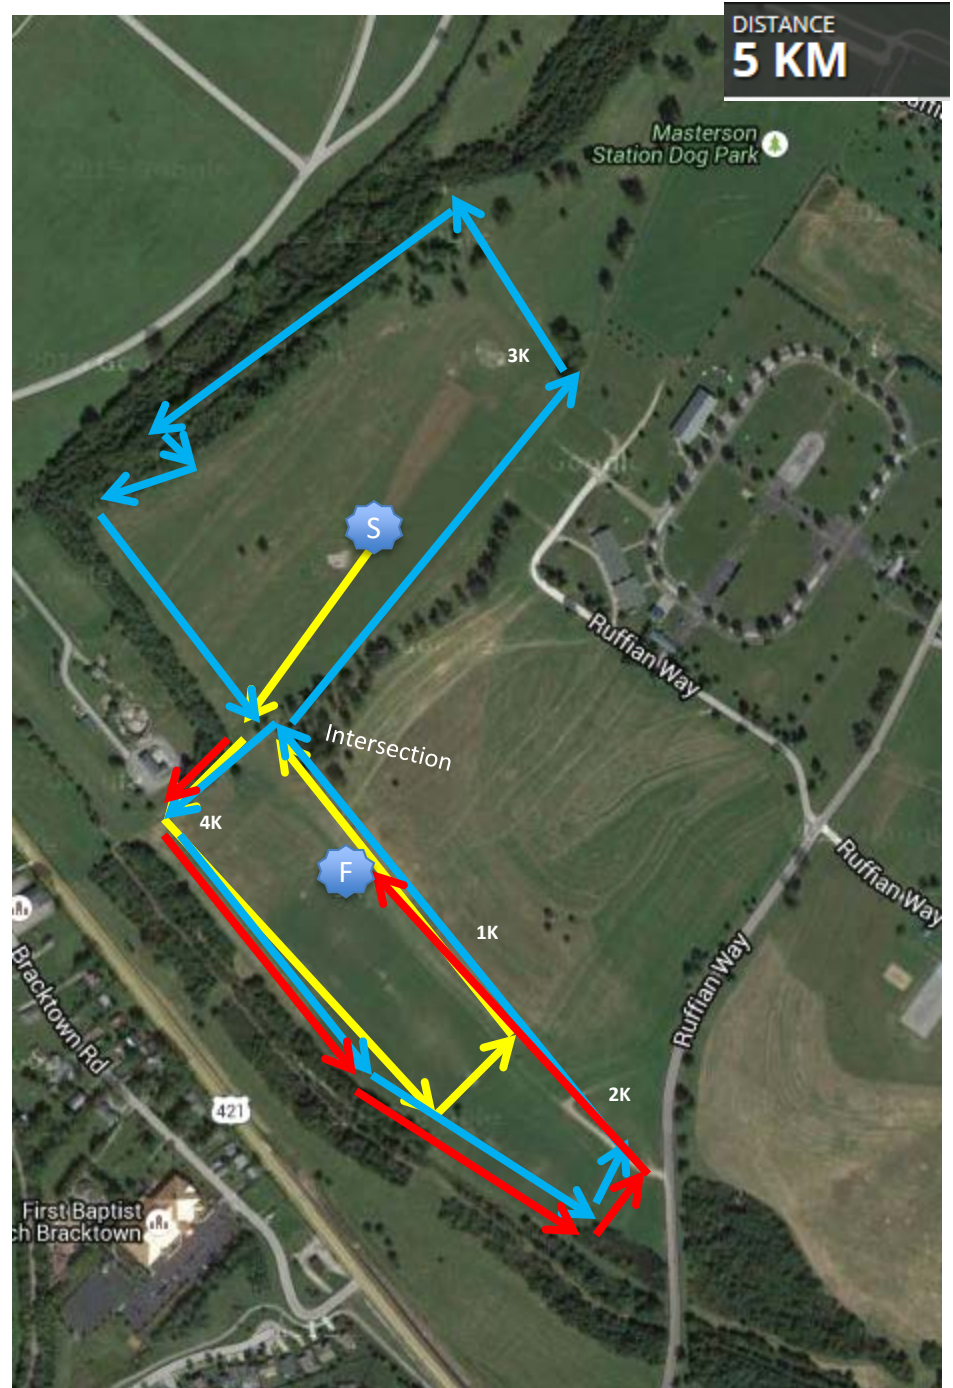 DISTANCE
5 KM
Masterson
Station Dog Park
3K
S
Ruffian Way
Intersection
4K
F
Ruffian Way
1K
Ruffian Way
Bracktown Rd
2K
421
First Baptist
ch Bracktown